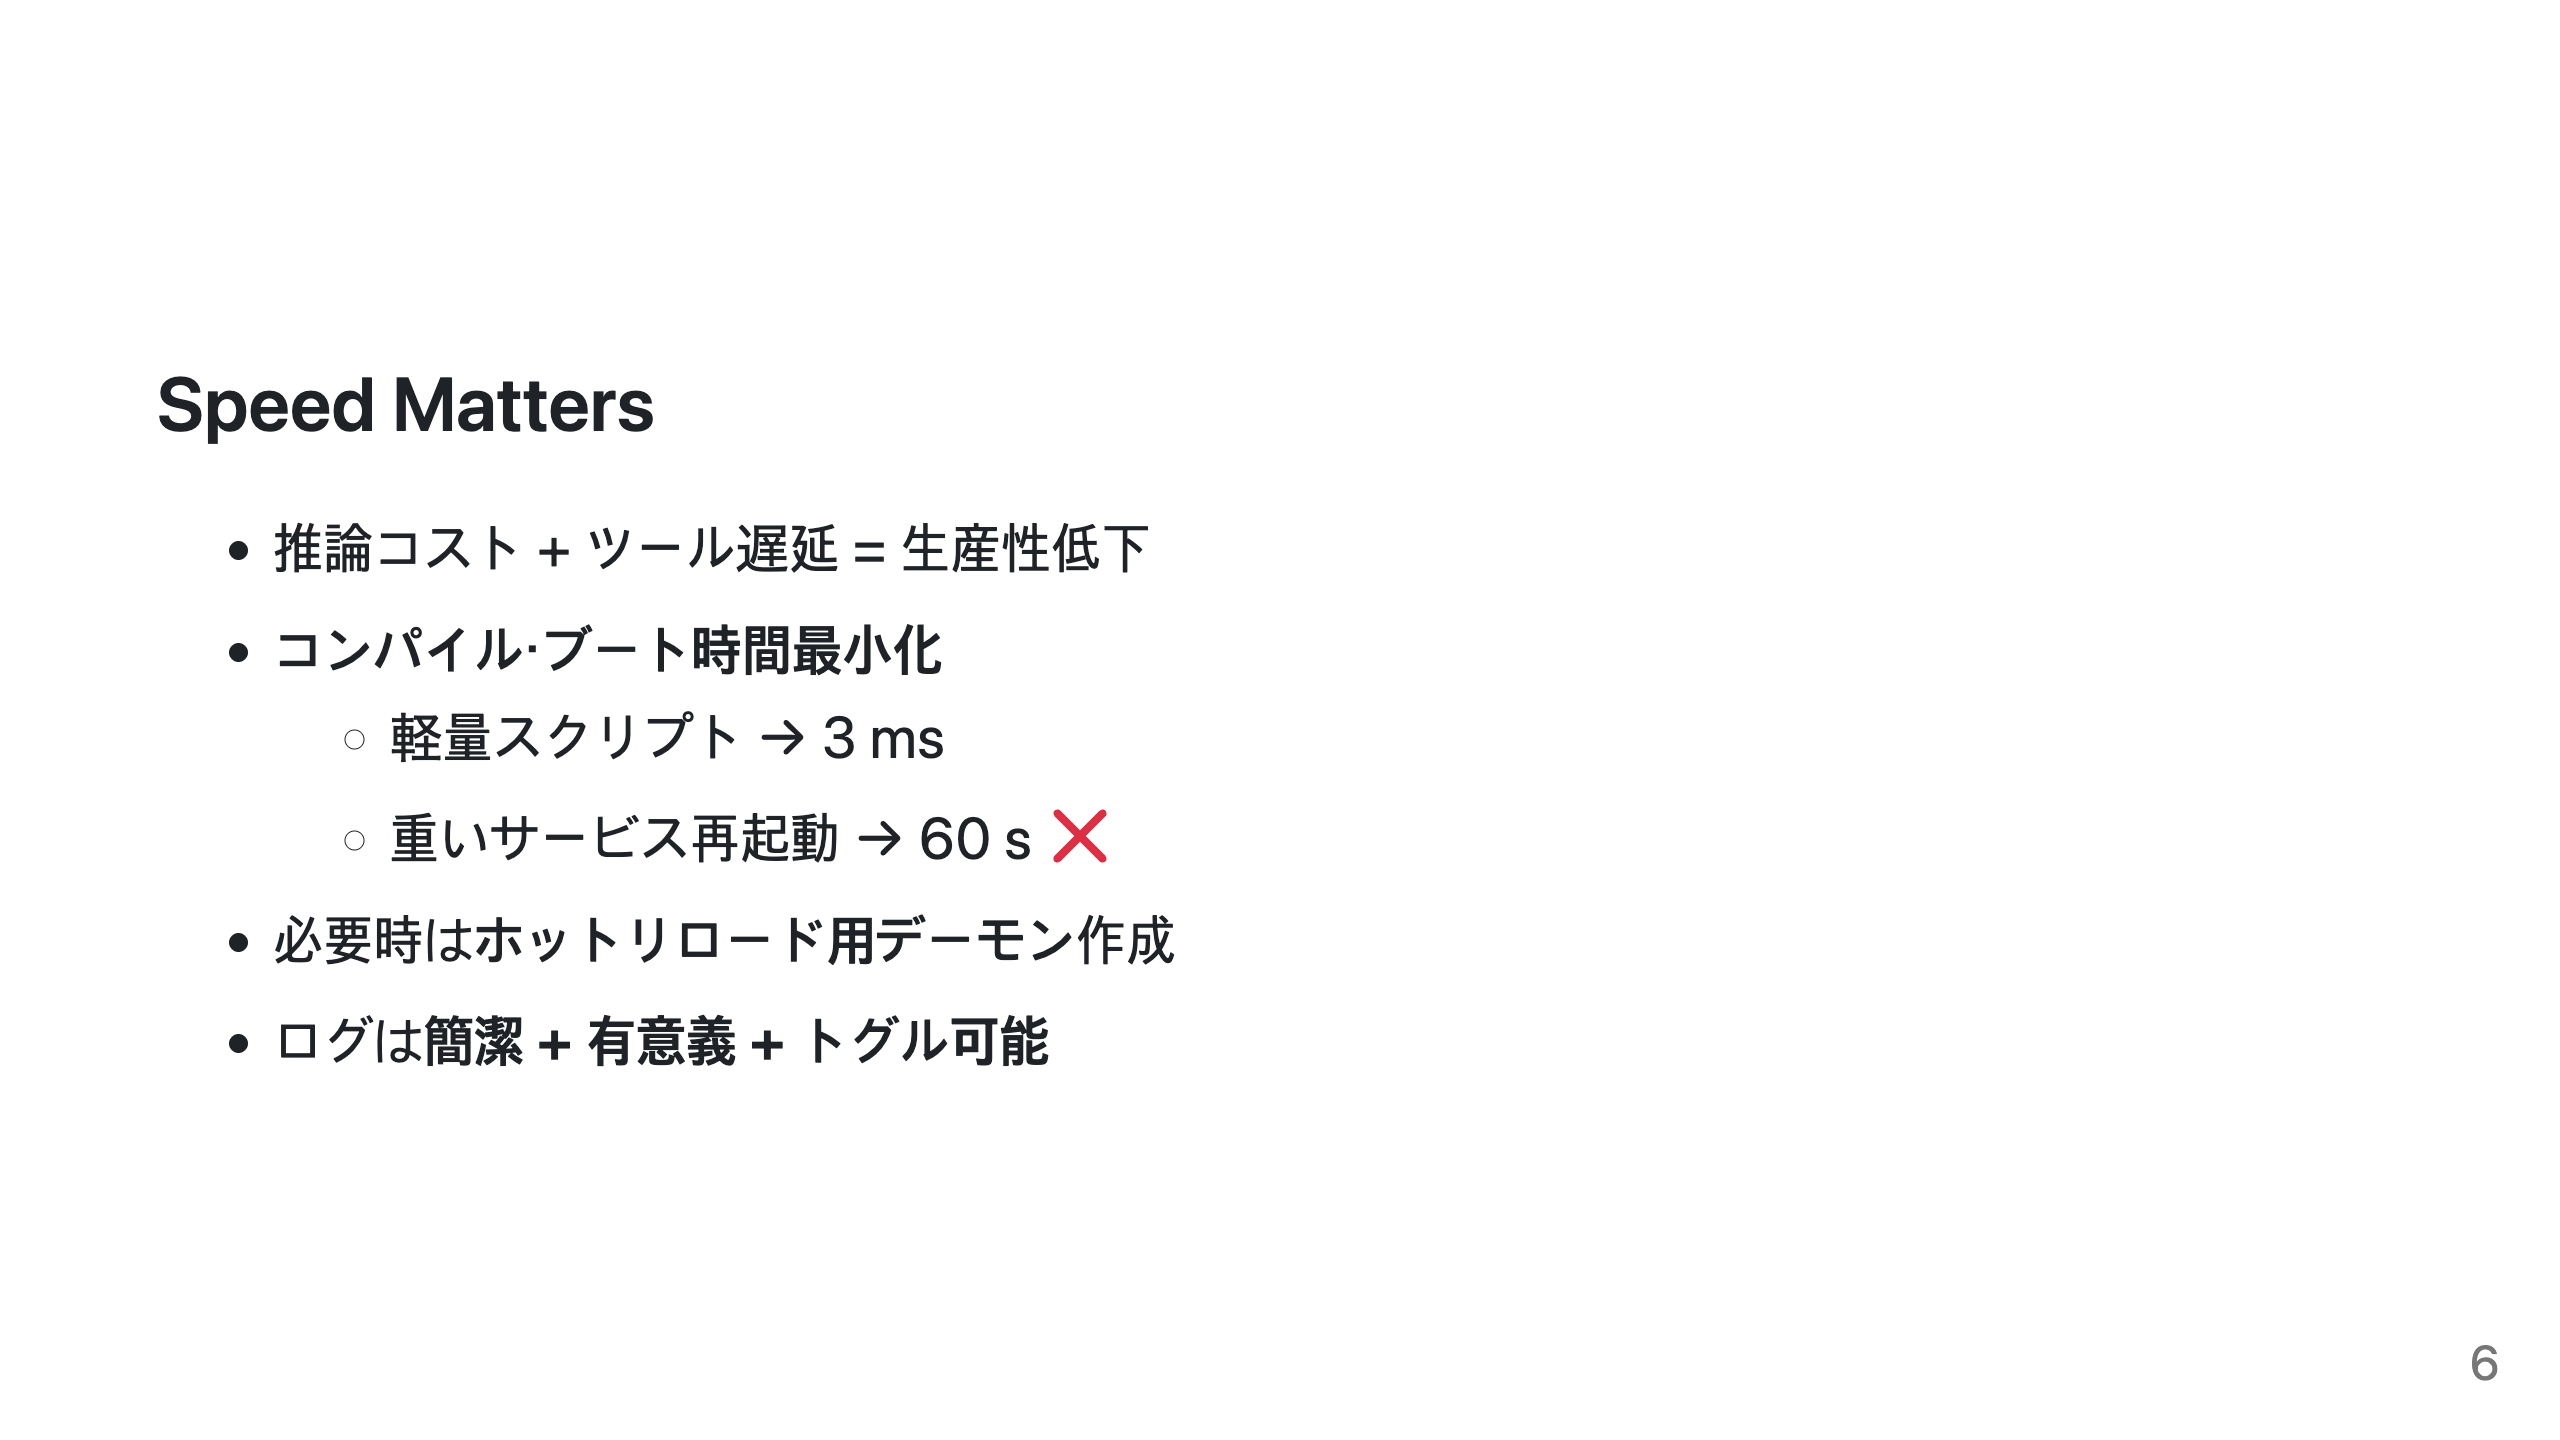 Speed Matters
推論コスト + ツール遅延 = 生産性低下
コンパイル·ブート時間最小化
軽量スクリプト → 3 ms
重いサービス再起動 → 60 s ❌
必要時はホットリロード用デーモン作成
ログは簡潔 + 有意義 + トグル可能
6